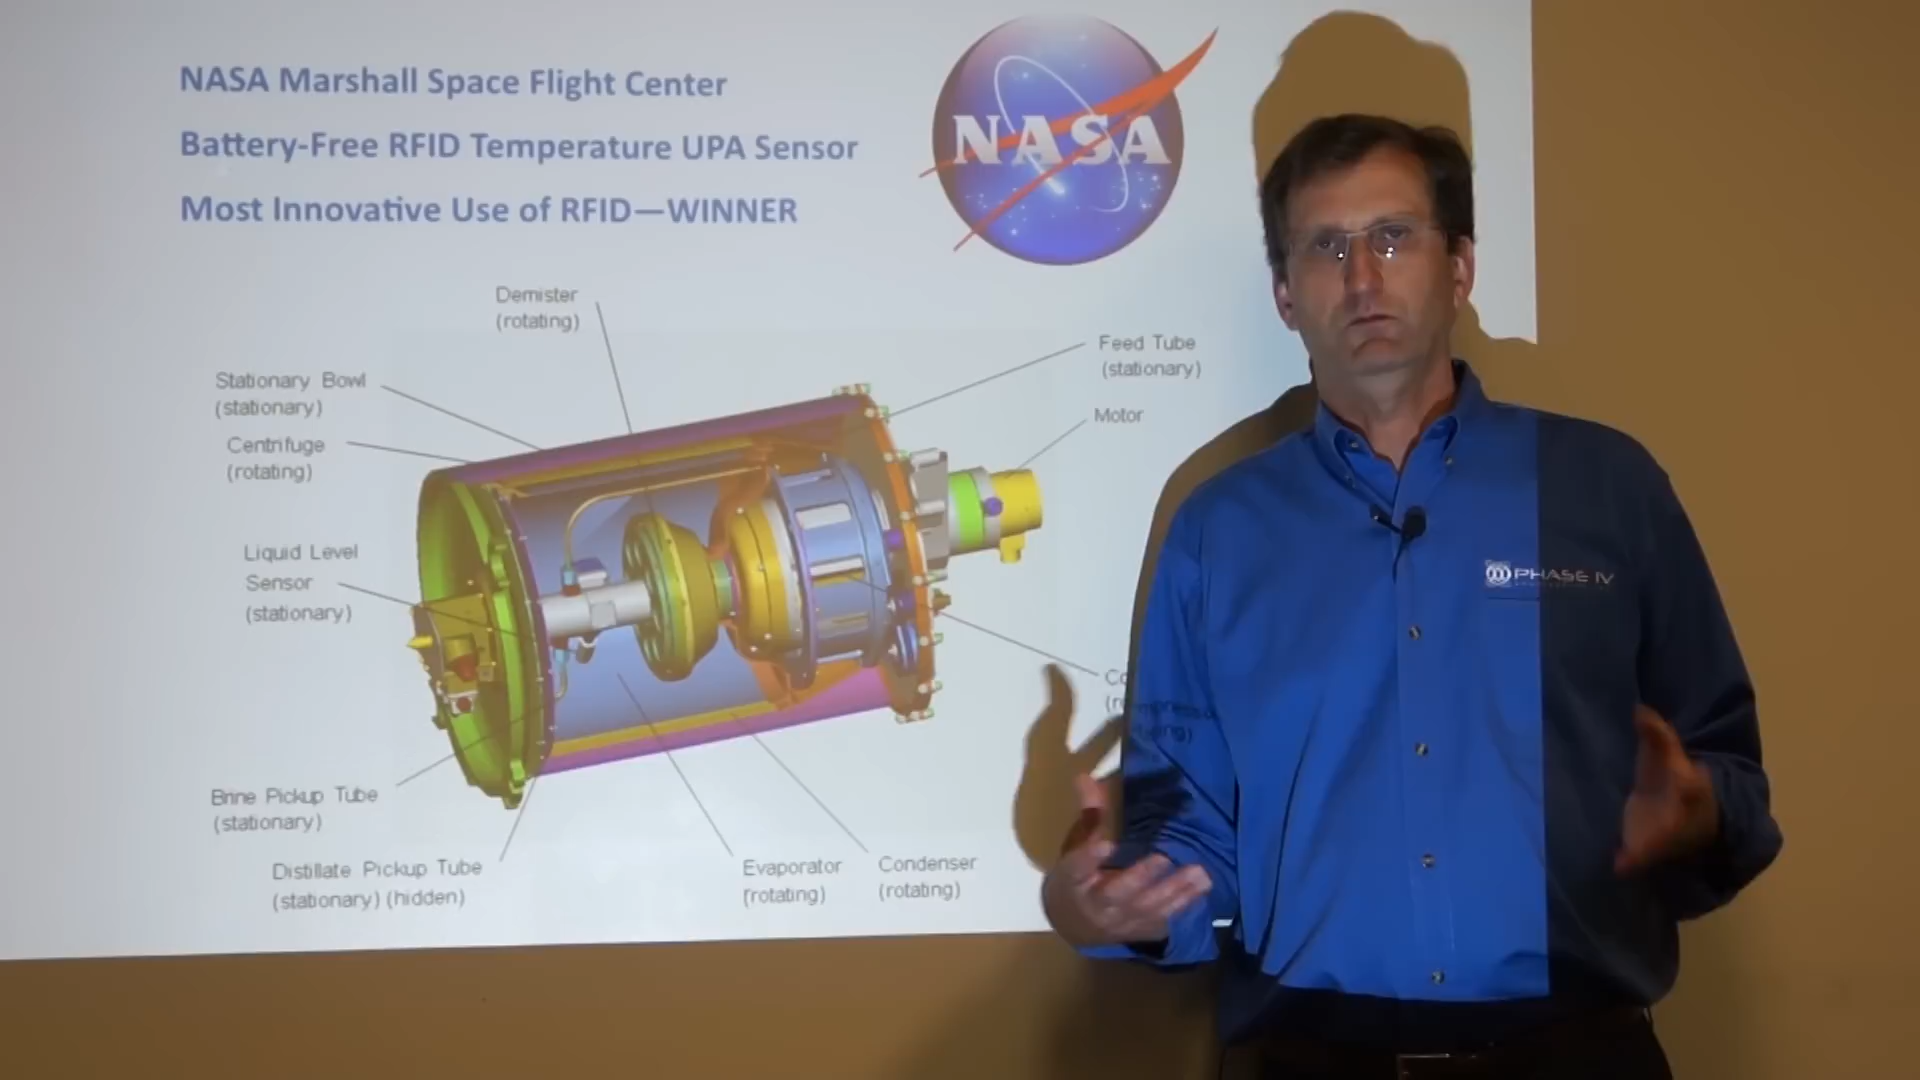 NASA Marshall Space Flight Center
Battery-Free RFID Temperature UPA Sensor
Most Innovative Use of RFID—WINNER
NASA
Demister
(rotating)
Feed Tube
(stationary)
Stationary Bowl
(stationary)
Motor
Centrifuge
(rotating)
Liquid Level
Sensor
(stationary)
PHASE IV
Brine Pickup Tube
(stationary)
Distillate Pickup Tube
(stationary) (hidden)
Evaporator
(rotating)
Condenser
(rotating)